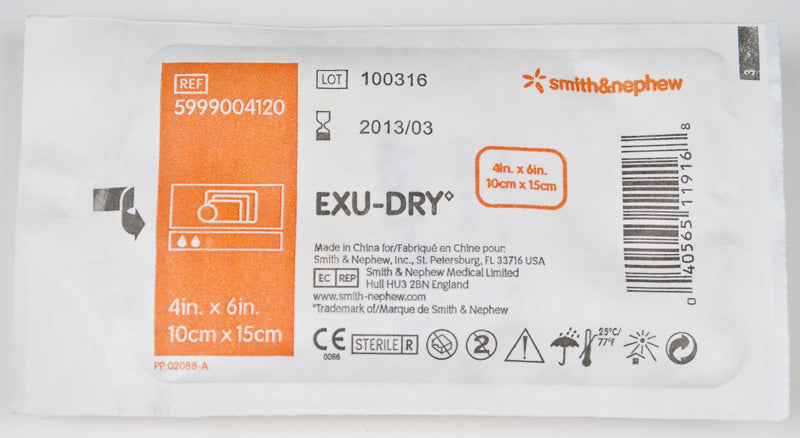 REF
5999004120
4in. x 6in.
10cm x 15cm
PP 02088-A
LOT 100316
2013/03
EXU-DRY◊
smith&nephew
4in. x 6in.
10cm x 15cm
Made in China for/Fabriqué en Chine pour:
Smith & Nephew, Inc., St. Petersburg, FL 33716 USA
EC REP Smith & Nephew Medical Limited
Hull HU3 2BN England
www.smith-nephew.com
◊Trademark of/Marque de Smith & Nephew
CE
0086
STERILE R
2
25°C/
77°F
3
0 40565 11916 8